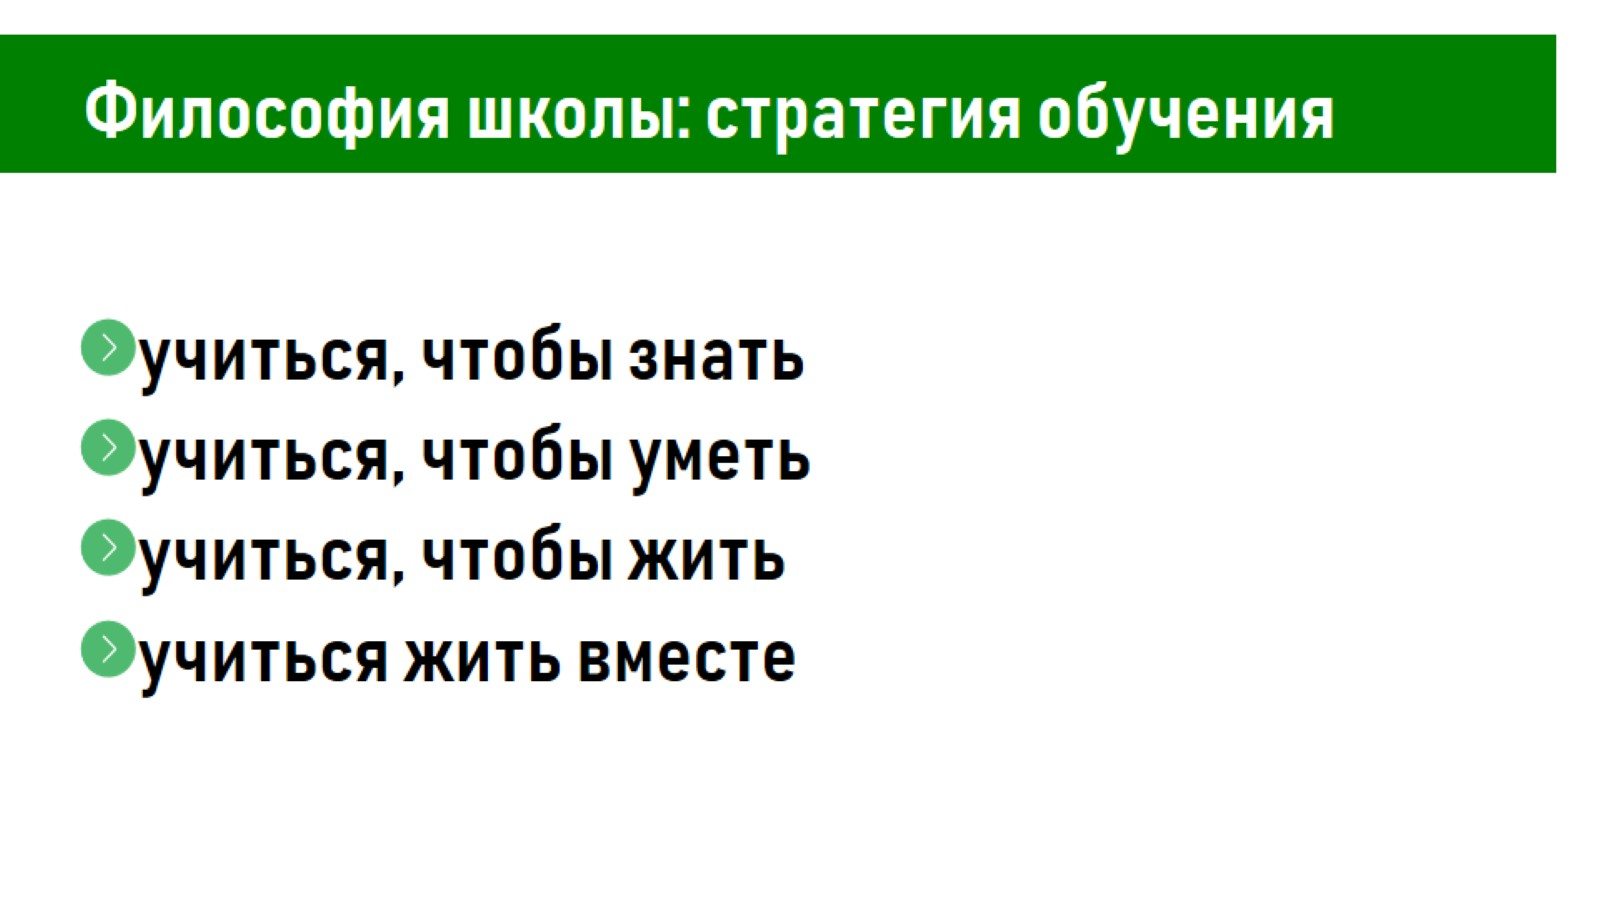 Философия школы: стратегия обучения
учиться, чтобы знать
учиться, чтобы уметь
учиться, чтобы жить
учиться жить вместе